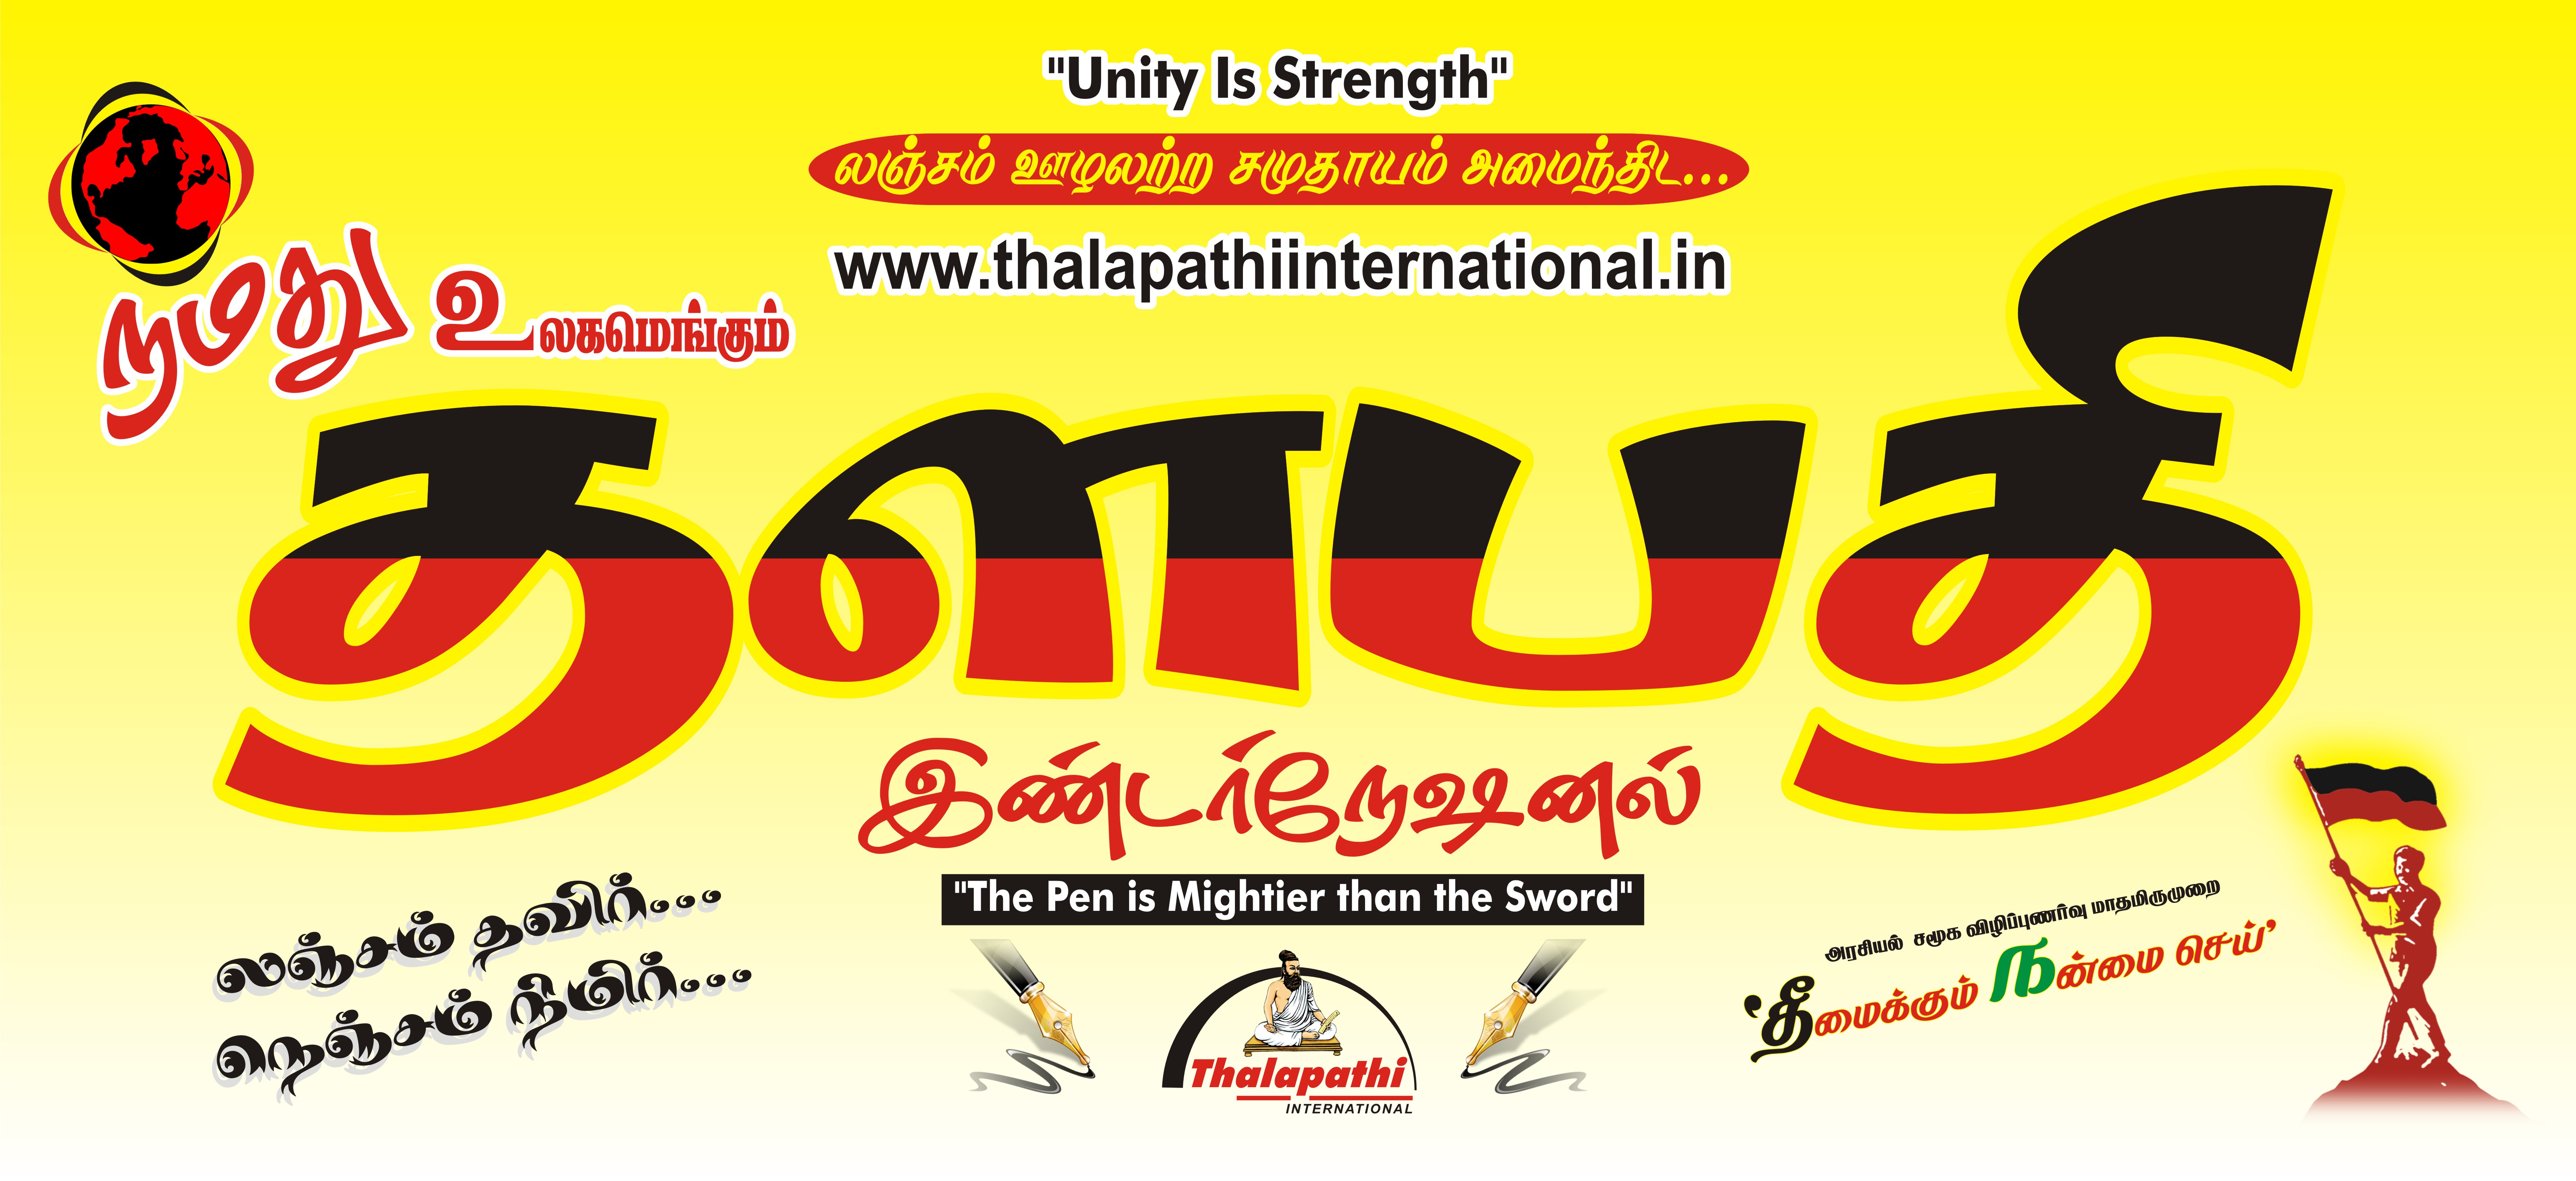 "Unity Is Strength"
லஞ்சம் ஊழலற்ற சமுதாயம் அமைந்திட...
www.thalapathiinternational.in
நமது உலகமெங்கும்
தளபதி
இண்டர்நேஷனல்
"The Pen is Mightier than the Sword"
லஞ்சம் தவிர்...
நெஞ்சம் நிமிர்...
Thalapathi
INTERNATIONAL
அரசியல் சமூக விழிப்புணர்வு மாதமிருமுறை
'தீமைக்கும் நன்மை செய்'